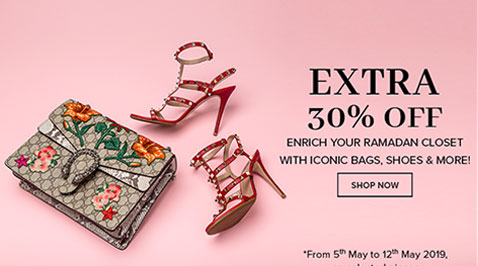 EXTRA
30% OFF
ENRICH YOUR RAMADAN CLOSET
WITH ICONIC BAGS, SHOES & MORE!
SHOP NOW
*From 5th May to 12th May 2019,